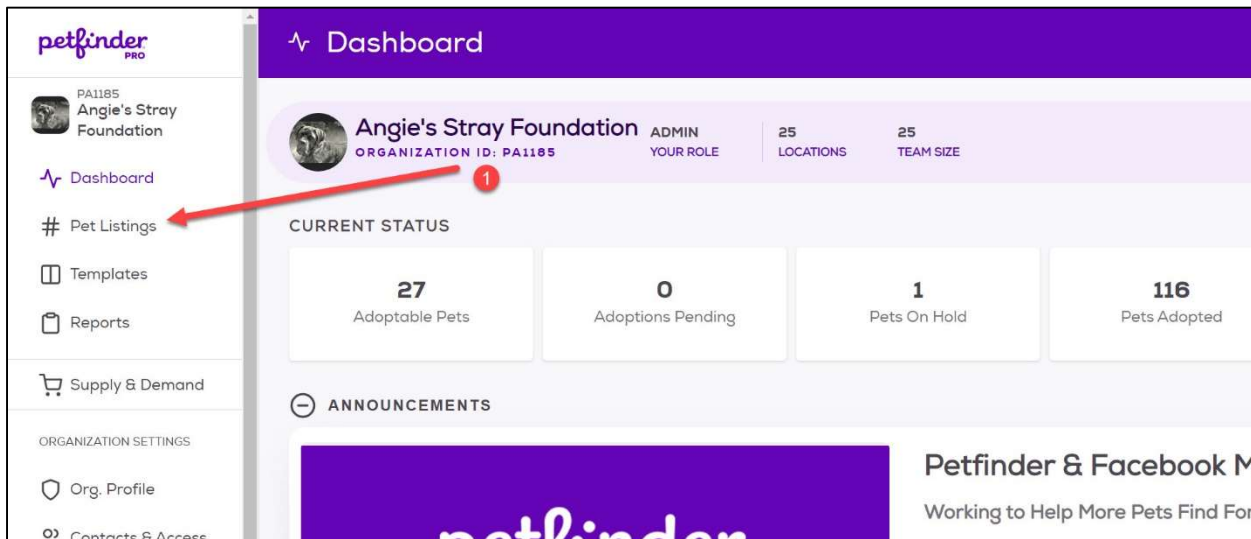 petfinder
PRO
PA1185
Angie's Stray
Foundation
Dashboard
Pet Listings
Templates
Reports
Supply & Demand
ORGANIZATION SETTINGS
Org. Profile
Contacts & Access
Dashboard
Angie's Stray Foundation
ORGANIZATION ID: PA1185
ADMIN
YOUR ROLE
25
LOCATIONS
25
TEAM SIZE
1
CURRENT STATUS
27
Adoptable Pets
0
Adoptions Pending
1
Pets On Hold
116
Pets Adopted
ANNOUNCEMENTS
petfinder
Petfinder & Facebook M
Working to Help More Pets Find For